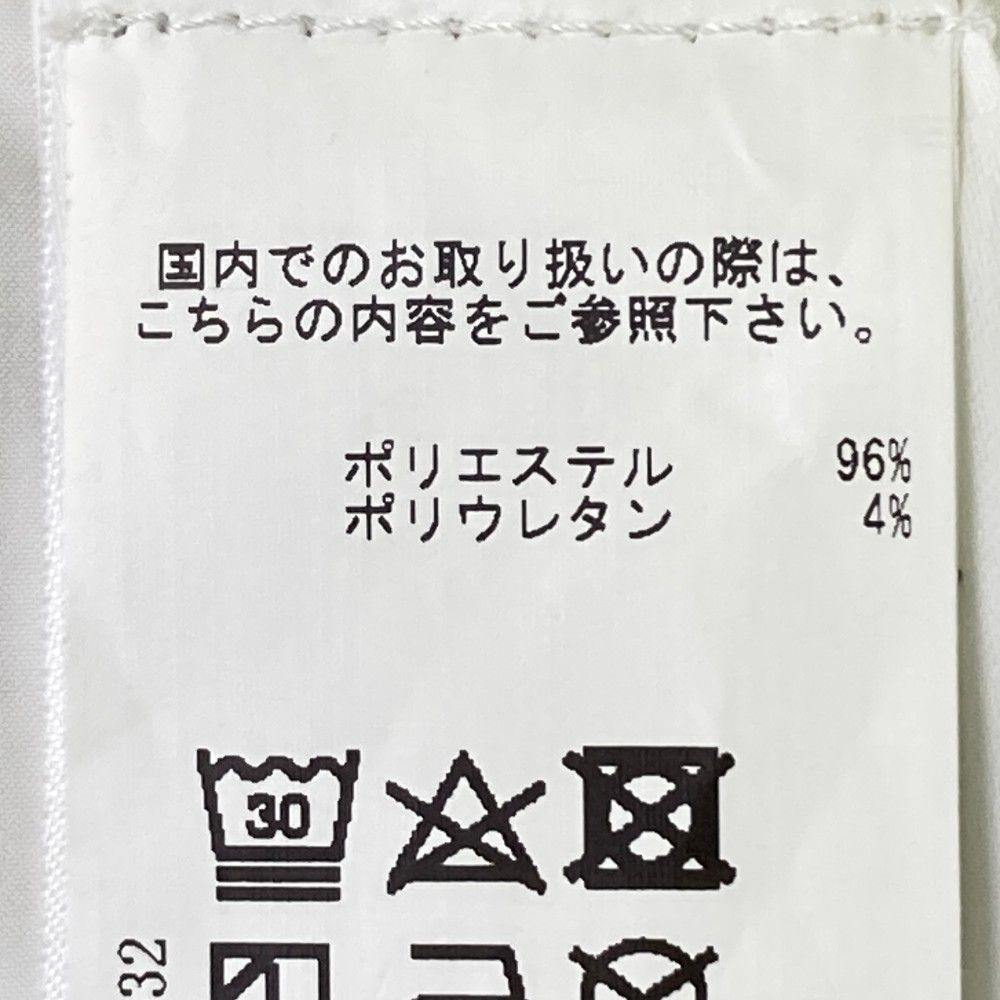 国内でのお取り扱いの際は、
こちらの内容をご参照下さい。
ポリエステル 96%
ポリウレタン 4%
30
32